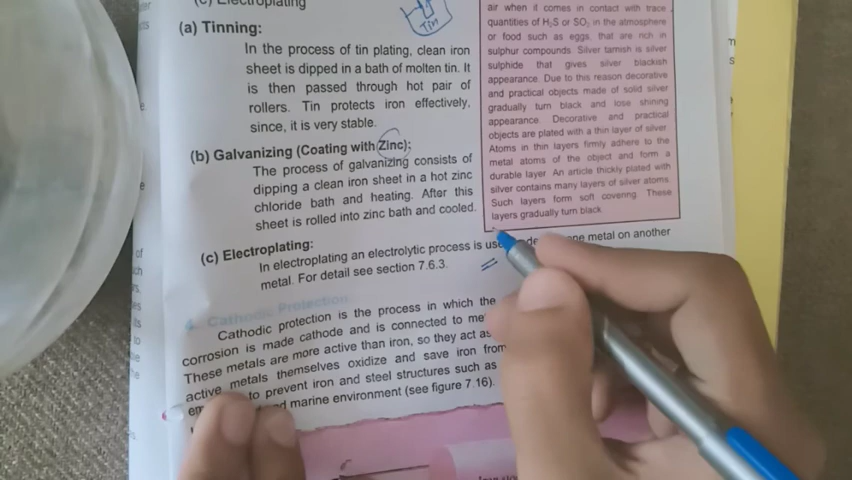 (c) Electroplating
Tin
(a) Tinning:
In the process of tin plating, clean iron
sheet is dipped in a bath of molten tin. It
is then passed through hot pair of
rollers. Tin protects iron effectively,
since, it is very stable.
(b) Galvanizing (Coating with Zinc);
The process of galvanizing consists of
dipping a clean iron sheet in a hot zinc
chloride bath and heating. After this
sheet is rolled into zinc bath and cooled.
(c) Electroplating:
In electroplating an electrolytic process is
one metal on another
metal. For detail see section 7.6.3.
4. Cathodic Protection
Cathodic protection is the process in which the
corrosion is made cathode and is connected to
These metals are more active than iron, so they act as
active metals themselves oxidize and save iron from
to prevent iron and steel structures such as
marine environment (see figure 7.16).
air when it comes in contact with trace
quantities of H₂S or SO₂ in the atmosphere
or food such as eggs, that are rich in
sulphur compounds. Silver tarnish is silver
sulphide that gives silver blackish
appearance. Due to this reason decorative
and practical objects made of solid silver
gradually turn black and lose shining
appearance. Decorative and practical
objects are plated with a thin layer of silver.
Atoms in thin layers firmly adhere to the
metal atoms of the object and form a
durable layer. An article thickly plated with
silver contains many layers of silver atoms.
Such layers form soft covering. These
layers gradually turn black.